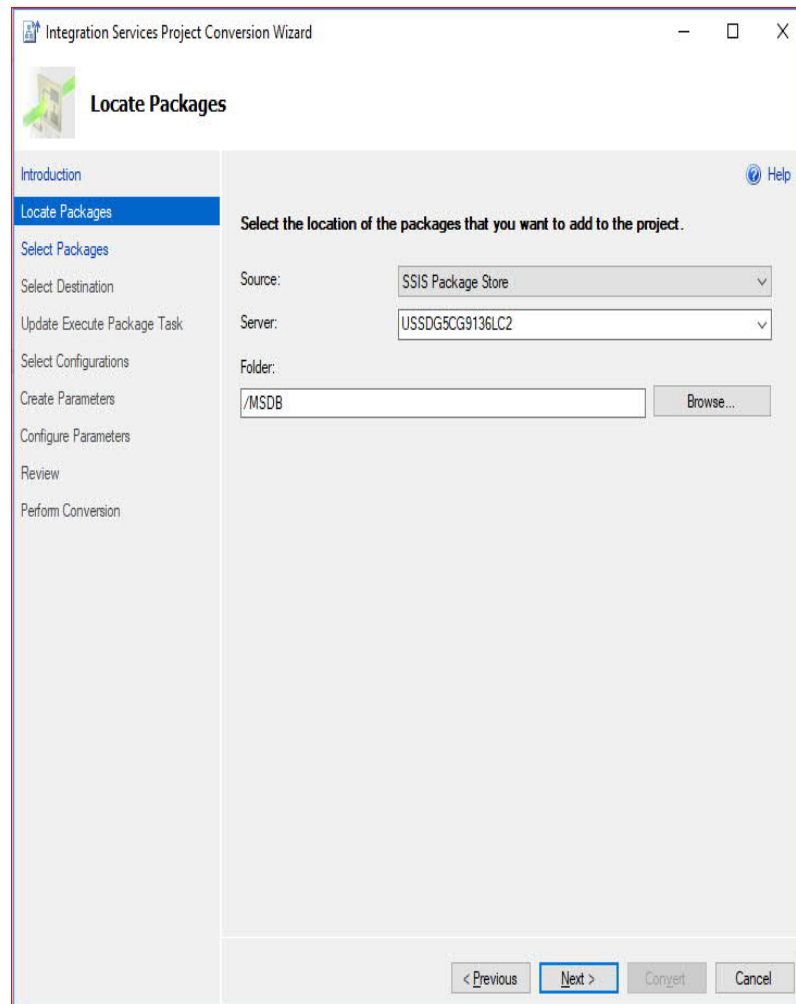 Integration Services Project Conversion Wizard
Locate Packages
Introduction
Help
Locate Packages
Select the location of the packages that you want to add to the project.
Select Packages
Source:
SSIS Package Store
Select Destination
Server:
USSDG5CG9136LC2
Update Execute Package Task
Select Configurations
Folder:
Create Parameters
/MSDB
Browse...
Configure Parameters
Review
Perform Conversion
< Previous
Next >
Convert
Cancel